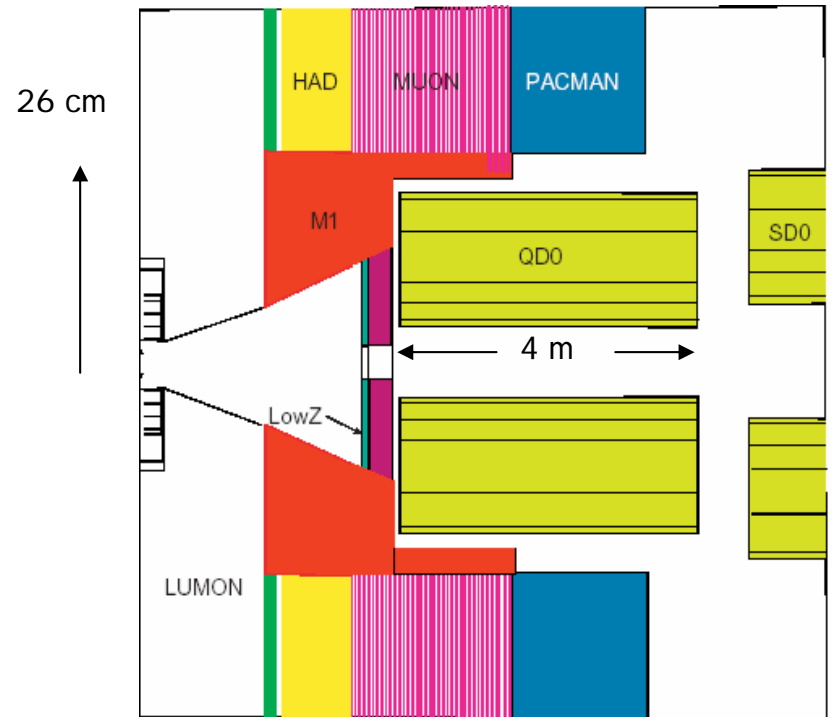 HAD
MUON
PACMAN
26 cm
M1
SD0
QD0
4 m
LowZ
LUMON